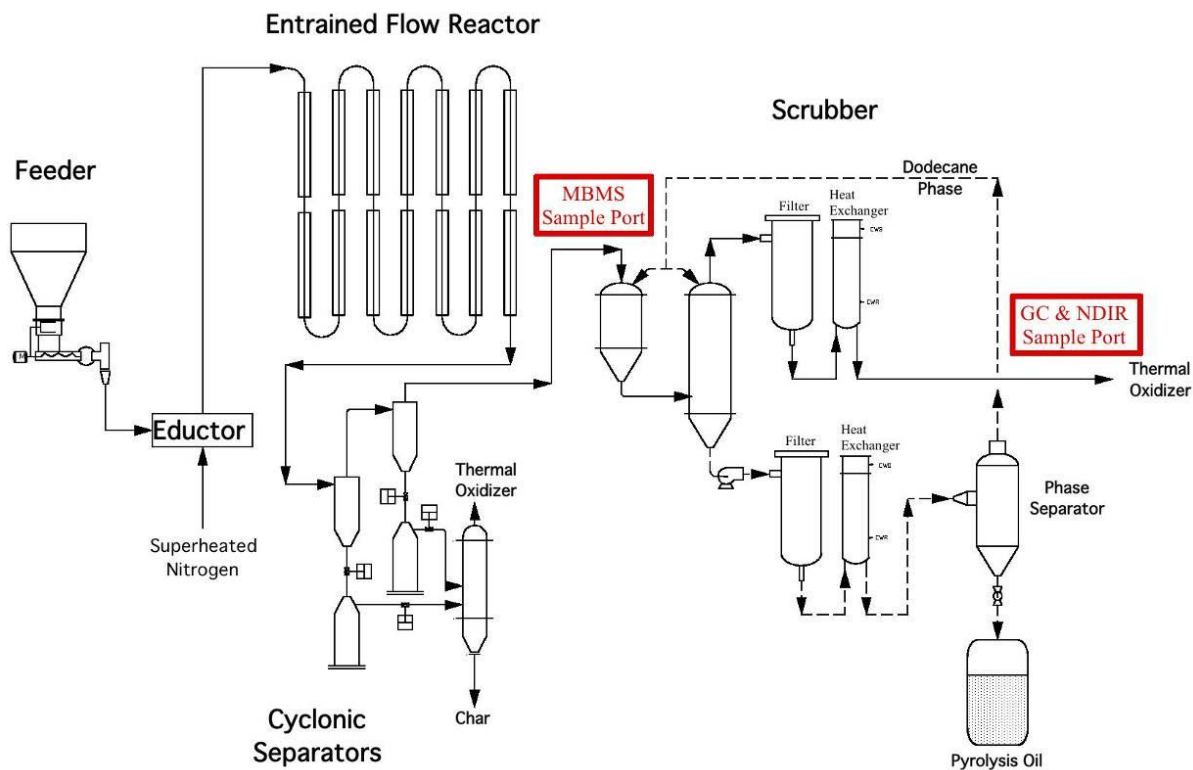 Entrained Flow Reactor
Scrubber
Feeder
MBMS
Sample Port
Dodecane
Phase
Filter
Heat
Exchanger
CWS
CWR
GC & NDIR
Sample Port
Thermal
Oxidizer
Eductor
Superheated
Nitrogen
Thermal
Oxidizer
Filter
Heat
Exchanger
CWS
CWR
Phase
Separator
Char
Cyclonic
Separators
Pyrolysis Oil